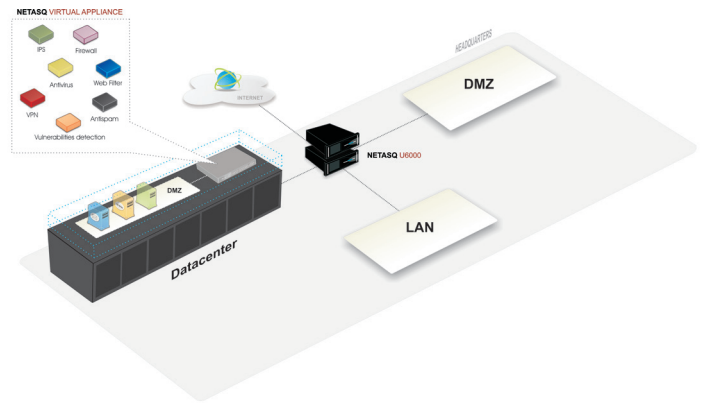 NETASQ VIRTUAL APPLIANCE
IPS
Firewall
Antivirus
Web Filter
VPN
Antispam
Vulnerabilities detection
HEADQUARTERS
INTERNET
DMZ
NETASQ U6000
DMZ
LAN
Datacenter